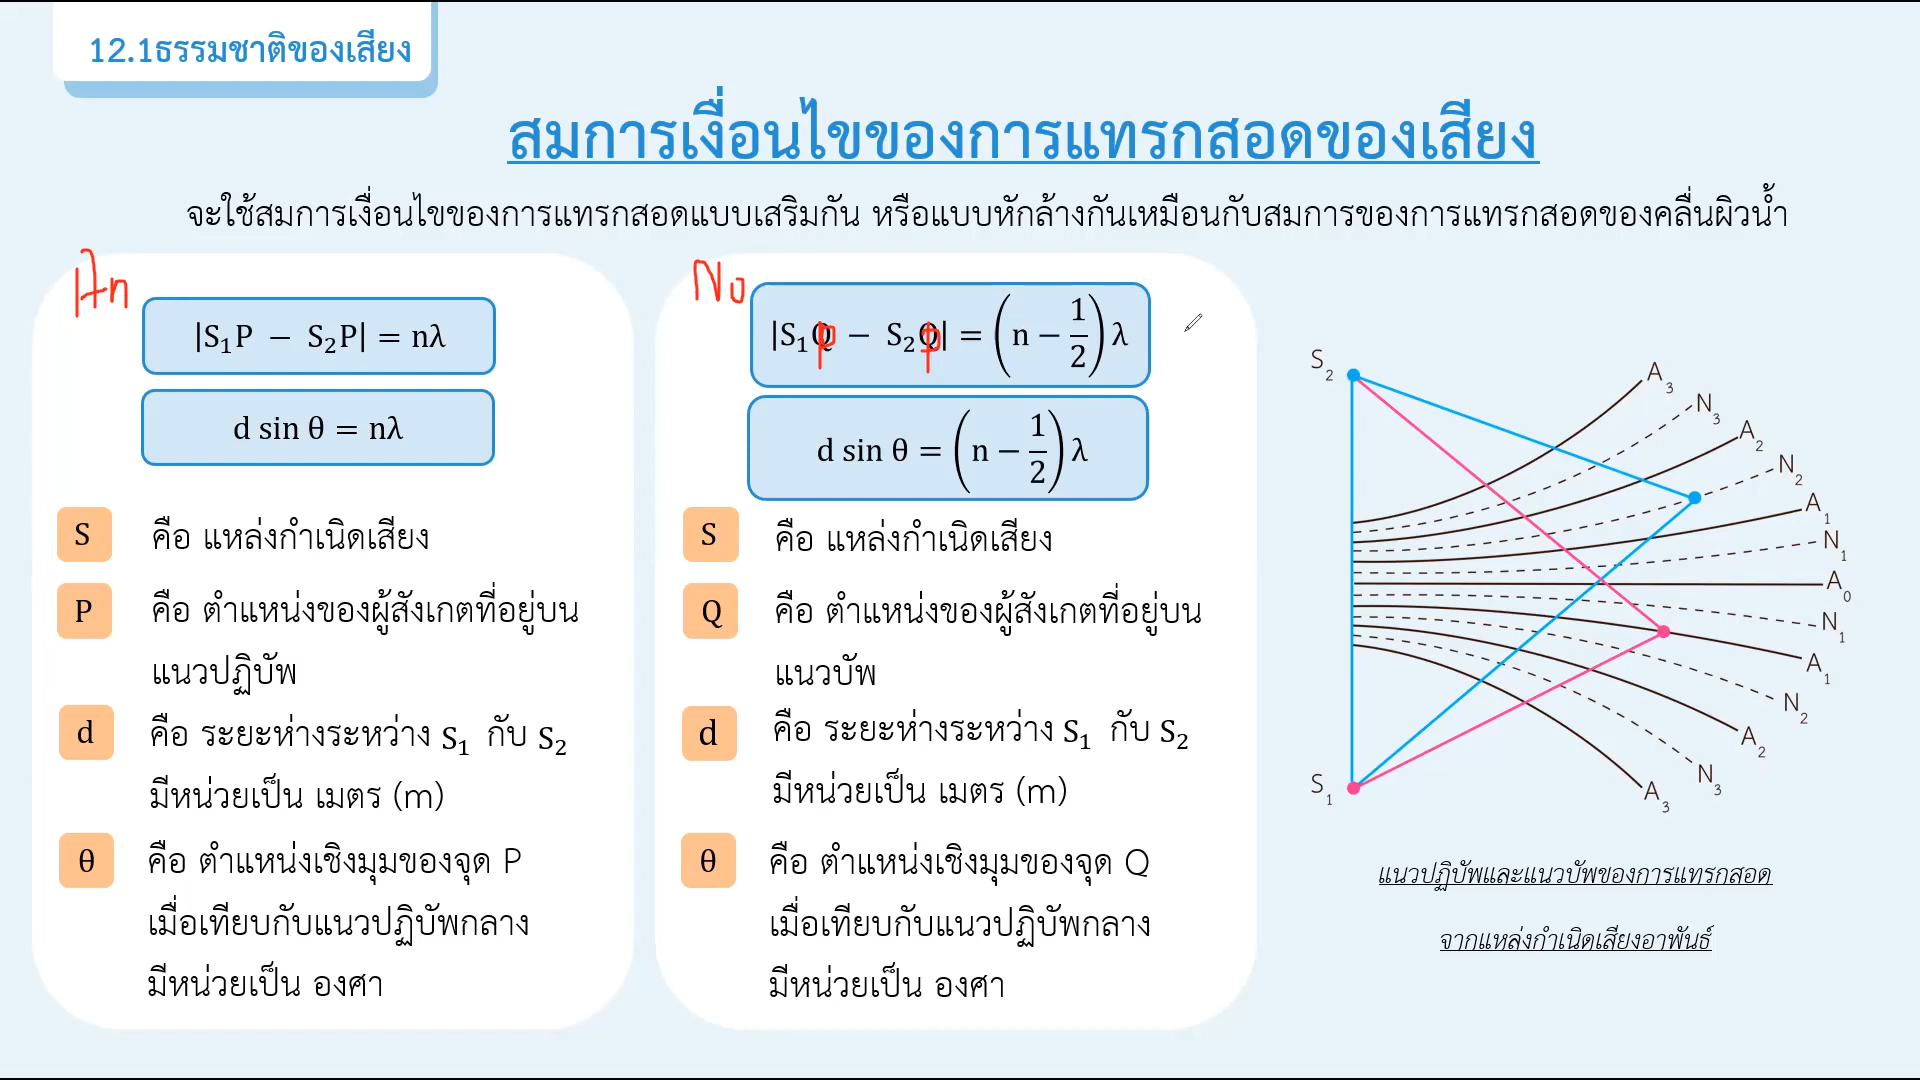 12.1ธรรมชาติของเสียง
สมการเงื่อนไขของการแทรกสอดของเสียง
จะใช้สมการเงื่อนไขของการแทรกสอดแบบเสริมกัน หรือแบบหักล้างกันเหมือนกับสมการของการแทรกสอดของคลื่นผิวน้ำ
An
|S₁P − S₂P| = nλ
d sin θ = nλ
S คือ แหล่งกำเนิดเสียง
P คือ ตำแหน่งของผู้สังเกตที่อยู่บน
แนวปฏิบัพ
d คือ ระยะห่างระหว่าง S₁ กับ S₂
มีหน่วยเป็น เมตร (m)
θ คือ ตำแหน่งเชิงมุมของจุด P
เมื่อเทียบกับแนวปฏิบัพกลาง
มีหน่วยเป็น องศา
No
|S₁Q − S₂Q| = (n − 1/2) λ
p p
d sin θ = (n − 1/2) λ
S คือ แหล่งกำเนิดเสียง
Q คือ ตำแหน่งของผู้สังเกตที่อยู่บน
แนวบัพ
d คือ ระยะห่างระหว่าง S₁ กับ S₂
มีหน่วยเป็น เมตร (m)
θ คือ ตำแหน่งเชิงมุมของจุด Q
เมื่อเทียบกับแนวปฏิบัพกลาง
มีหน่วยเป็น องศา
S₂
A₃
N₃
A₂
N₂
A₁
N₁
A₀
N₁
A₁
N₂
A₂
N₃
A₃
S₁
แนวปฏิบัพและแนวบัพของการแทรกสอด
จากแหล่งกำเนิดเสียงอาพันธ์